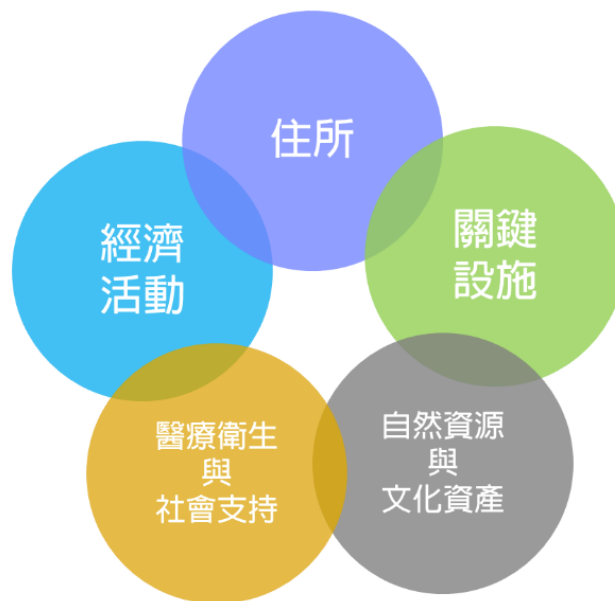 住所
經濟
活動
關鍵
設施
醫療衛生
與
社會支持
自然資源
與
文化資產